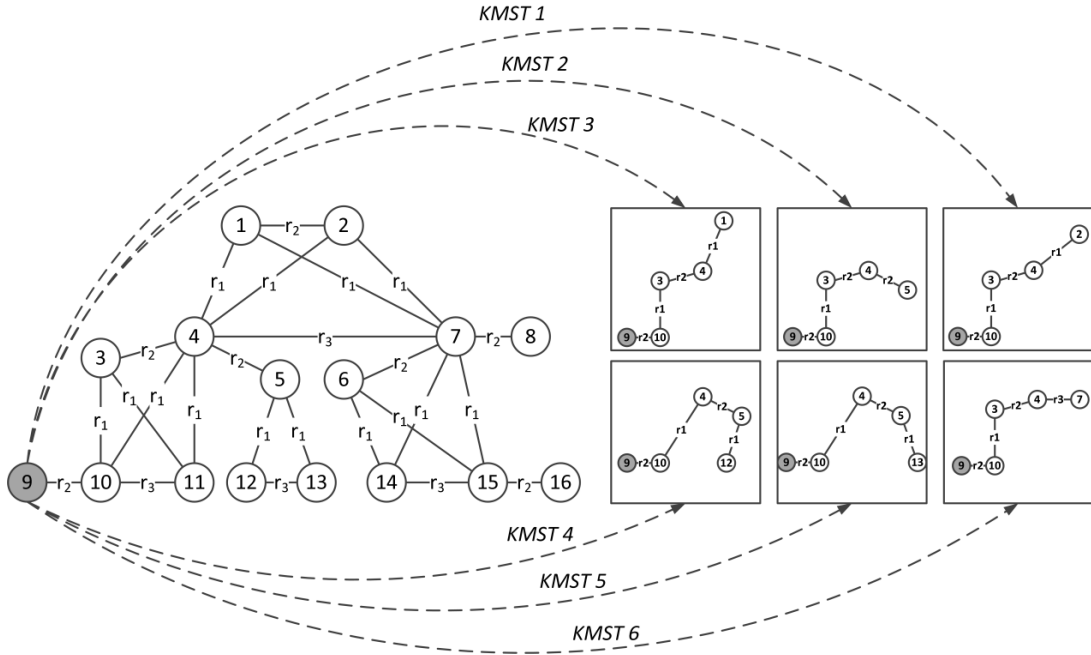 KMST 1
KMST 2
KMST 3
1 r2 2
r1 r1 r1 r1
4 r3 7 r2 8
3 r2 r2 5 6 r2
r1 r1 r1 r1 r1 r1 r1 r1 r1 r1
9 r2 10 r3 11 12 r3 13 14 r3 15 r2 16
1
r1
3 r2 4
r1
9 r2 10
3 r2 4 r2 5
r1
9 r2 10
2
r1
3 r2 4
r1
9 r2 10
4 r2 5
r1 r1
9 r2 10 12
4 r2 5
r1 r1
9 r2 10 13
3 r2 4 r3 7
r1
9 r2 10
KMST 4
KMST 5
KMST 6